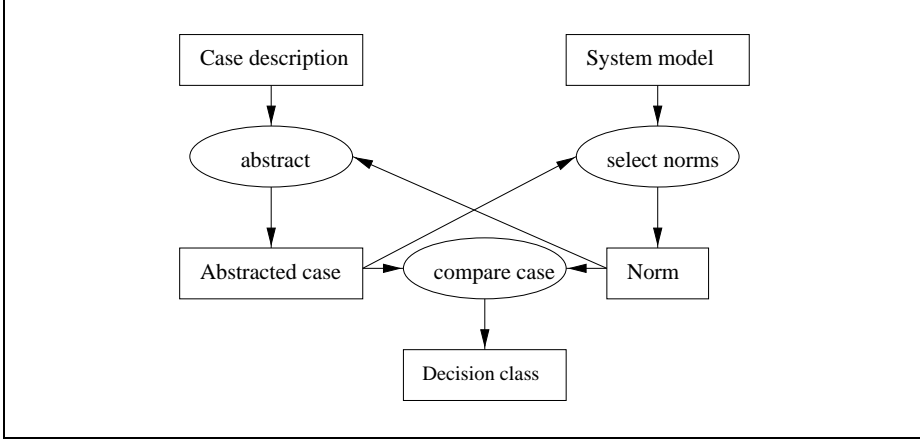 Case description
System model
abstract
select norms
Abstracted case
compare case
Norm
Decision class